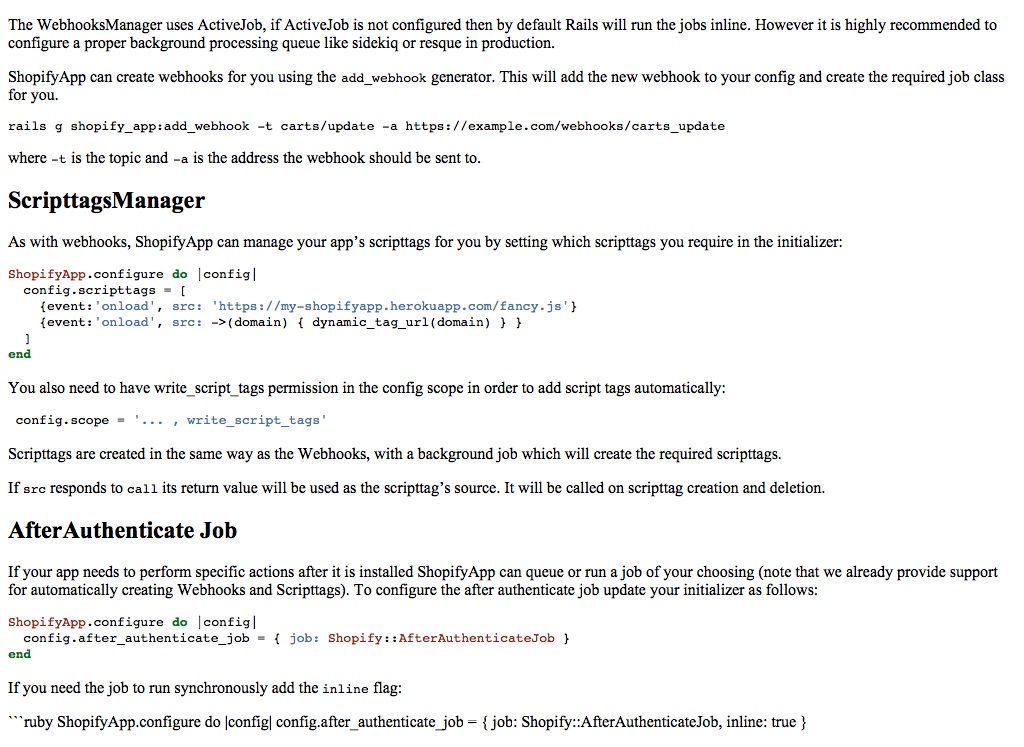 The WebhooksManager uses ActiveJob, if ActiveJob is not configured then by default Rails will run the jobs inline. However it is highly recommended to
configure a proper background processing queue like sidekiq or resque in production.
ShopifyApp can create webhooks for you using the add_webhook generator. This will add the new webhook to your config and create the required job class
for you.
rails g shopify_app:add_webhook -t carts/update -a https://example.com/webhooks/carts_update
where -t is the topic and -a is the address the webhook should be sent to.
ScripttagsManager
As with webhooks, ShopifyApp can manage your app’s scripttags for you by setting which scripttags you require in the initializer:
ShopifyApp.configure do |config|
  config.scripttags = [
    {event:'onload', src: 'https://my-shopifyapp.herokuapp.com/fancy.js'}
    {event:'onload', src: ->(domain) { dynamic_tag_url(domain) } }
  ]
end
You also need to have write_script_tags permission in the config scope in order to add script tags automatically:
config.scope = '... , write_script_tags'
Scripttags are created in the same way as the Webhooks, with a background job which will create the required scripttags.
If src responds to call its return value will be used as the scripttag’s source. It will be called on scripttag creation and deletion.
AfterAuthenticate Job
If your app needs to perform specific actions after it is installed ShopifyApp can queue or run a job of your choosing (note that we already provide support
for automatically creating Webhooks and Scripttags). To configure the after authenticate job update your initializer as follows:
ShopifyApp.configure do |config|
  config.after_authenticate_job = { job: Shopify::AfterAuthenticateJob }
end
If you need the job to run synchronously add the inline flag:
```ruby ShopifyApp.configure do |config| config.after_authenticate_job = { job: Shopify::AfterAuthenticateJob, inline: true }